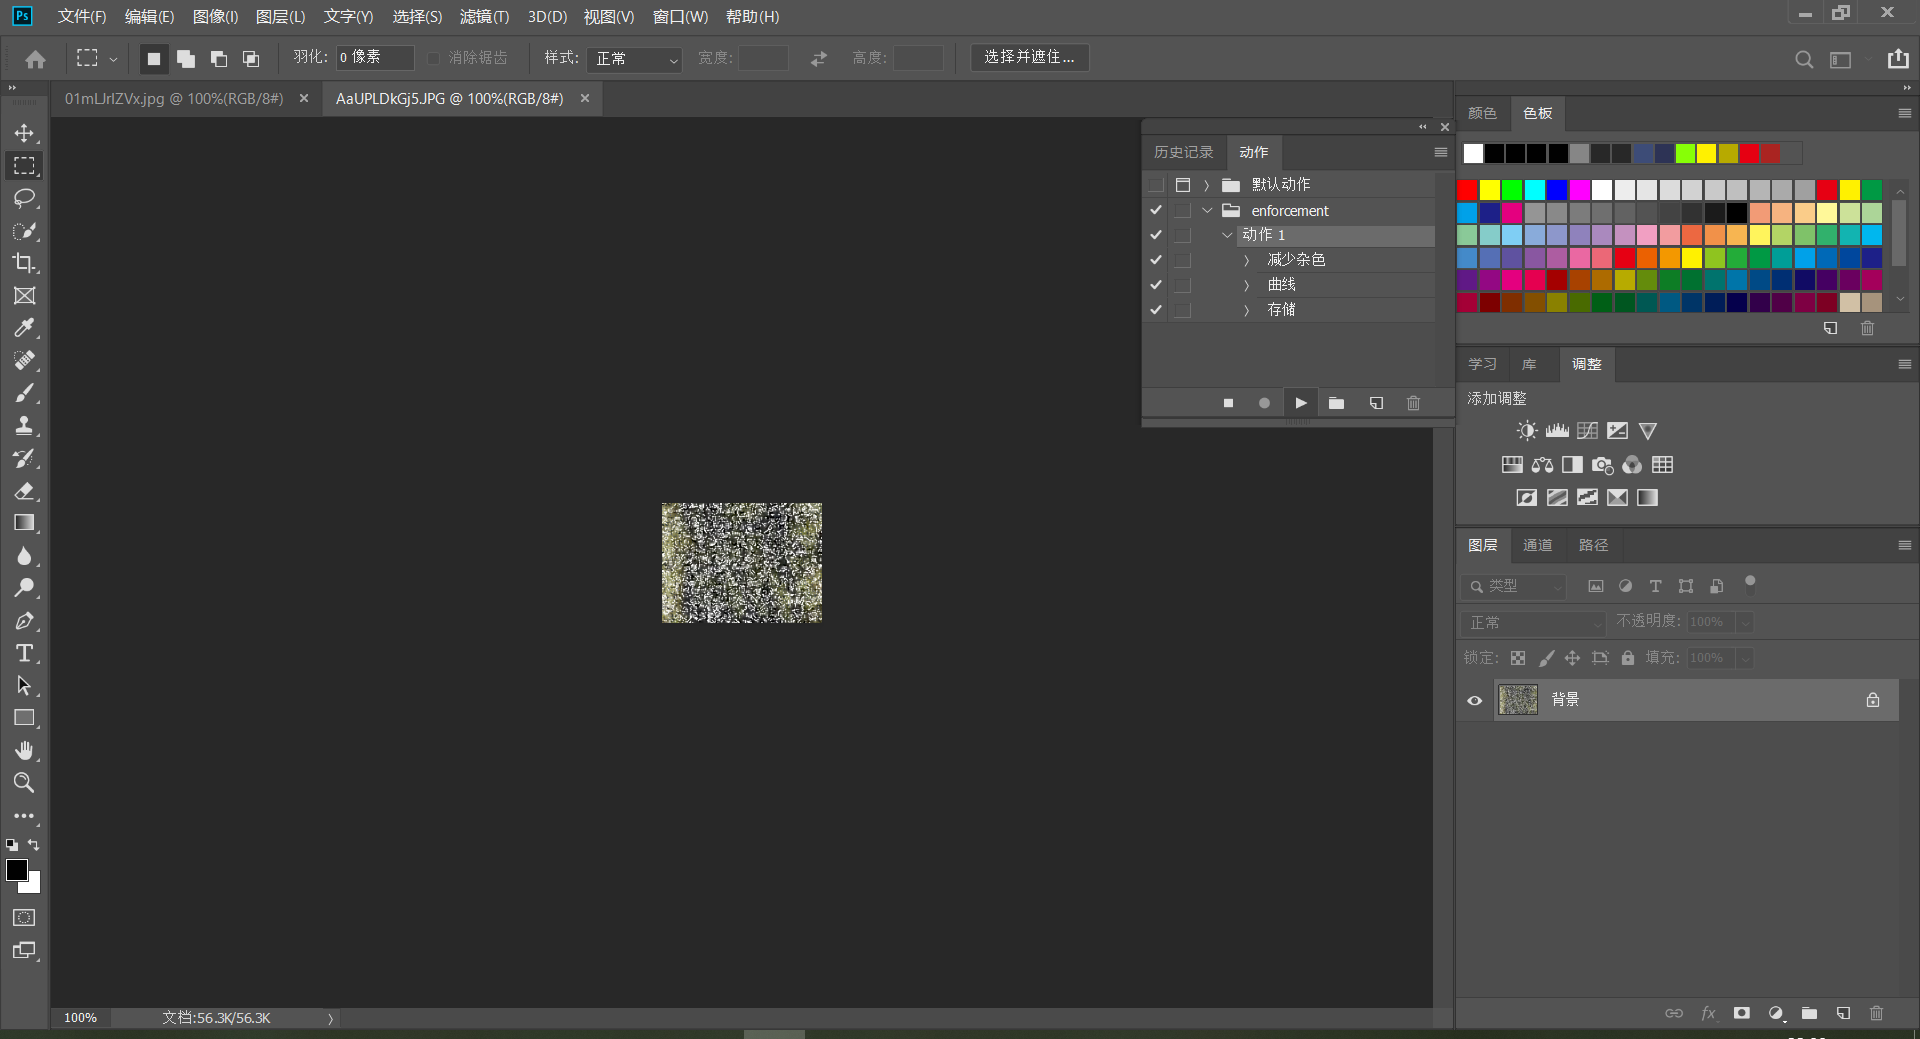 Ps 文件(F) 编辑(E) 图像(I) 图层(L) 文字(Y) 选择(S) 滤镜(T) 3D(D) 视图(V) 窗口(W) 帮助(H)
羽化: 0 像素 消除锯齿 样式: 正常 宽度: 高度: 选择并遮住...
01mLJrIZVx.jpg @ 100%(RGB/8#) AaUPLDkGj5.JPG @ 100%(RGB/8#)
历史记录 动作
默认动作
enforcement
动作 1
减少杂色
曲线
存储
颜色 色板
学习 库 调整
添加调整
图层 通道 路径
类型
正常 不透明度: 100%
锁定: 填充: 100%
背景
fx
100% 文档:56.3K/56.3K